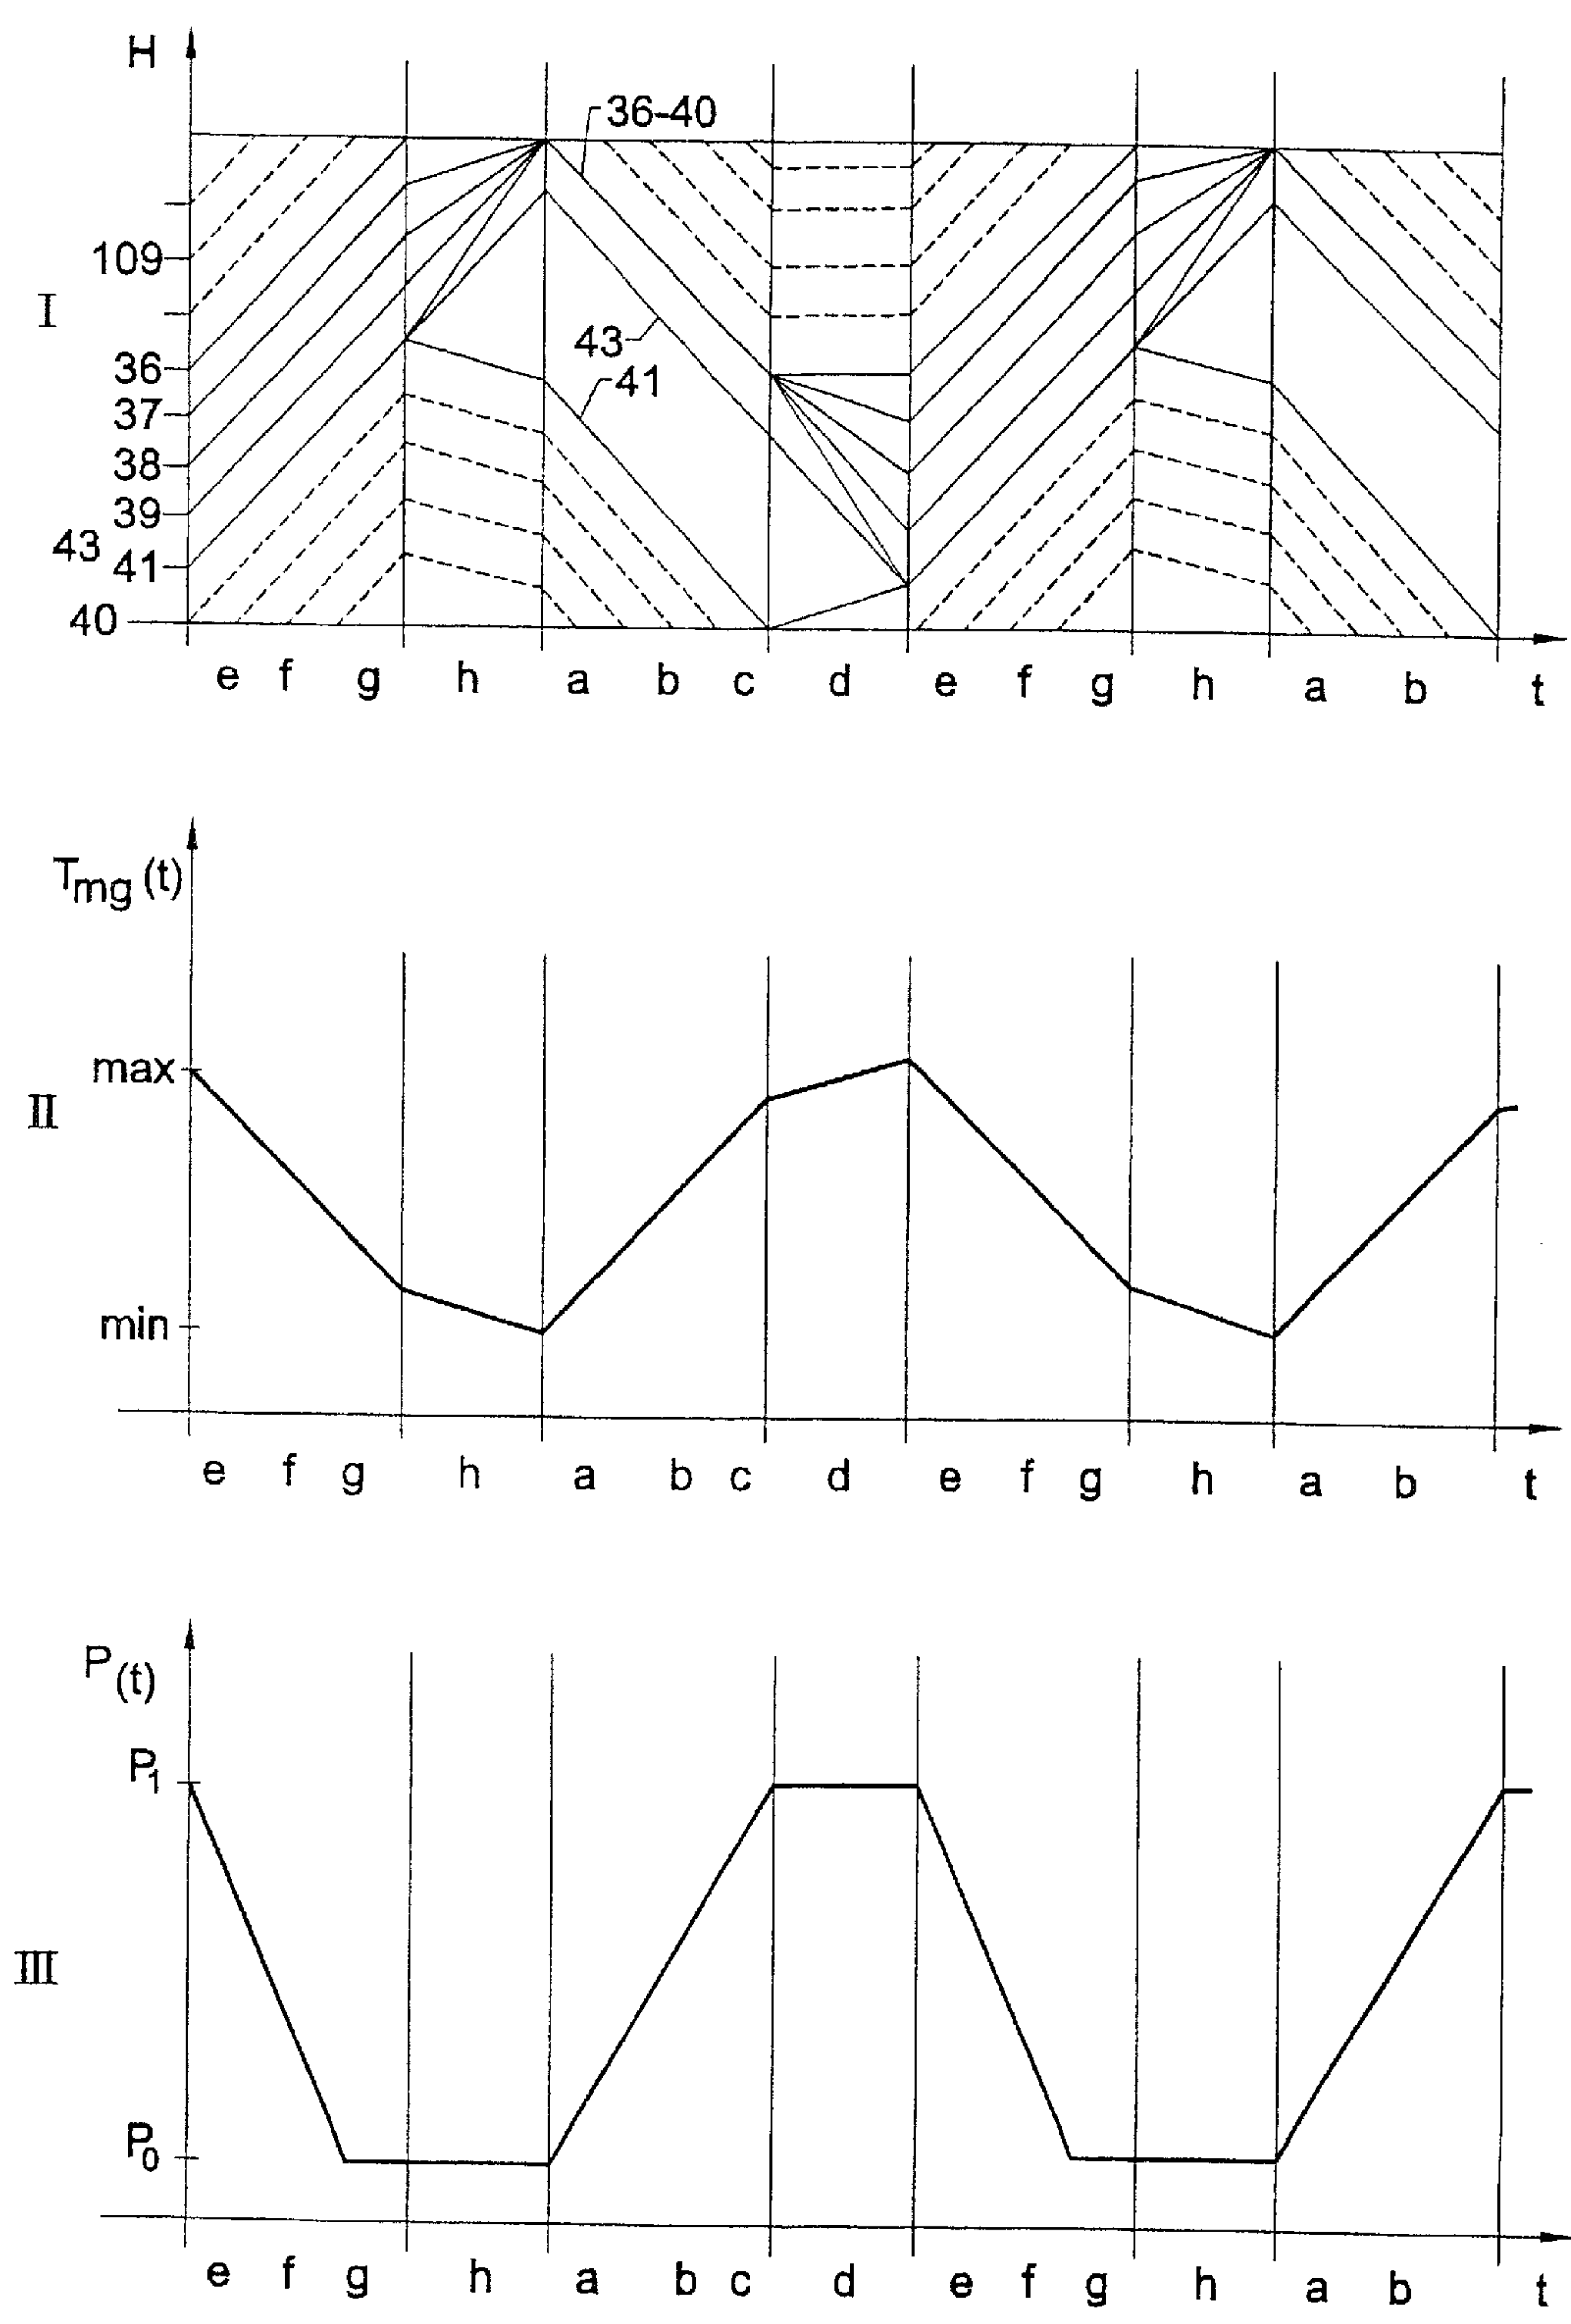 H
36-40
109
I
36
43
41
37
38
39
43 41
40
e f g h a b c d e f g h a b t
Tmg (t)
max
II
min
e f g h a b c d e f g h a b t
P(t)
P1
III
P0
e f g h a b c d e f g h a b t